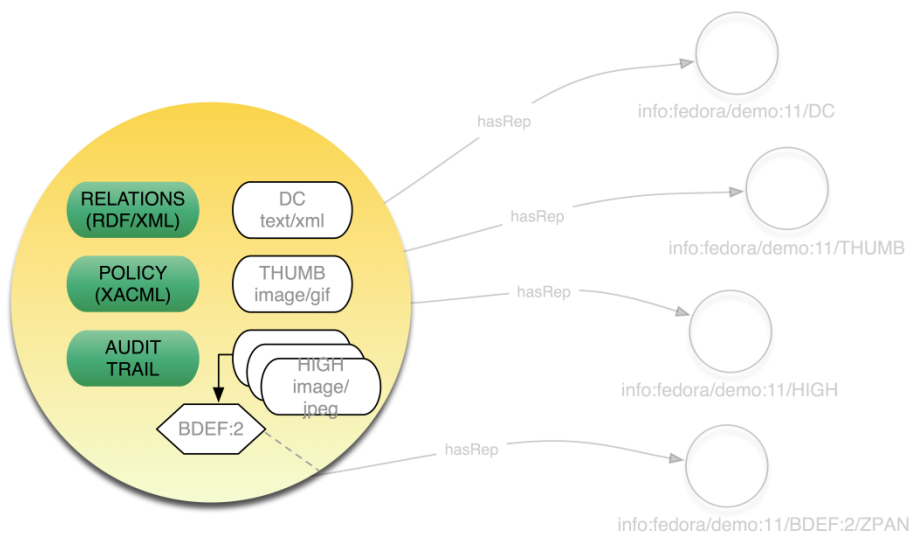 hasRep
info:fedora/demo:11/DC
RELATIONS
(RDF/XML)
DC
text/xml
hasRep
info:fedora/demo:11/THUMB
POLICY
(XACML)
THUMB
image/gif
hasRep
info:fedora/demo:11/HIGH
AUDIT
TRAIL
HIGH
image/
jpeg
BDEF:2
hasRep
info:fedora/demo:11/BDEF:2/ZPAN